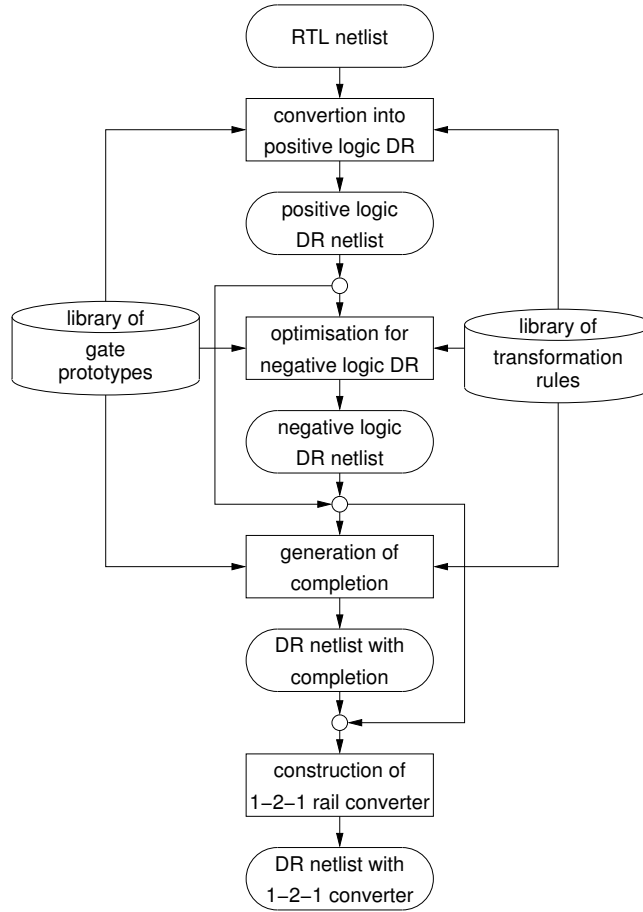 RTL netlist
convertion into
positive logic DR
positive logic
DR netlist
library of
gate
prototypes
optimisation for
negative logic DR
library of
transformation
rules
negative logic
DR netlist
generation of
completion
DR netlist with
completion
construction of
1−2−1 rail converter
DR netlist with
1−2−1 converter